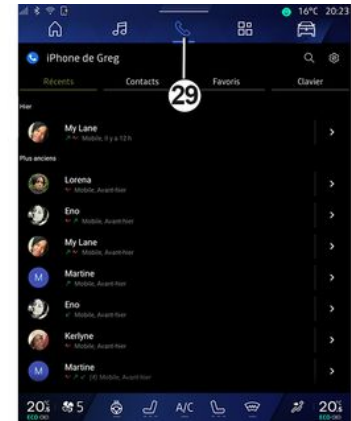 16°C 20:23
iPhone de Greg
Récents Contacts Favoris Clavier
29
Hier
My Lane
Mobile, Il y a 12 h
Plus anciens
Lorena
Mobile, Avant-hier
Eno
Mobile, Avant-hier
My Lane
Mobile, Avant-hier
M Martine
Mobile, Avant-hier
Eno
Mobile, Avant-hier
Kerlyne
Mobile, Avant-hier
M Martine
(4) Mobile, Avant-hier
20 5 A/C 20
ECO ECO